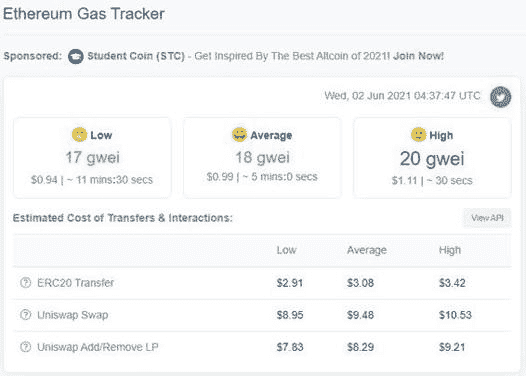 Ethereum Gas Tracker
Sponsored: Student Coin (STC) - Get Inspired By The Best Altcoin of 2021! Join Now!
Wed, 02 Jun 2021 04:37:47 UTC
Low
17 gwei
$0.94 | ~ 11 mins:30 secs
Average
18 gwei
$0.99 | ~ 5 mins:0 secs
High
20 gwei
$1.11 | ~ 30 secs
Estimated Cost of Transfers & Interactions: View API
Low Average High
ERC20 Transfer $2.91 $3.08 $3.42
Uniswap Swap $8.95 $9.48 $10.53
Uniswap Add/Remove LP $7.83 $8.29 $9.21